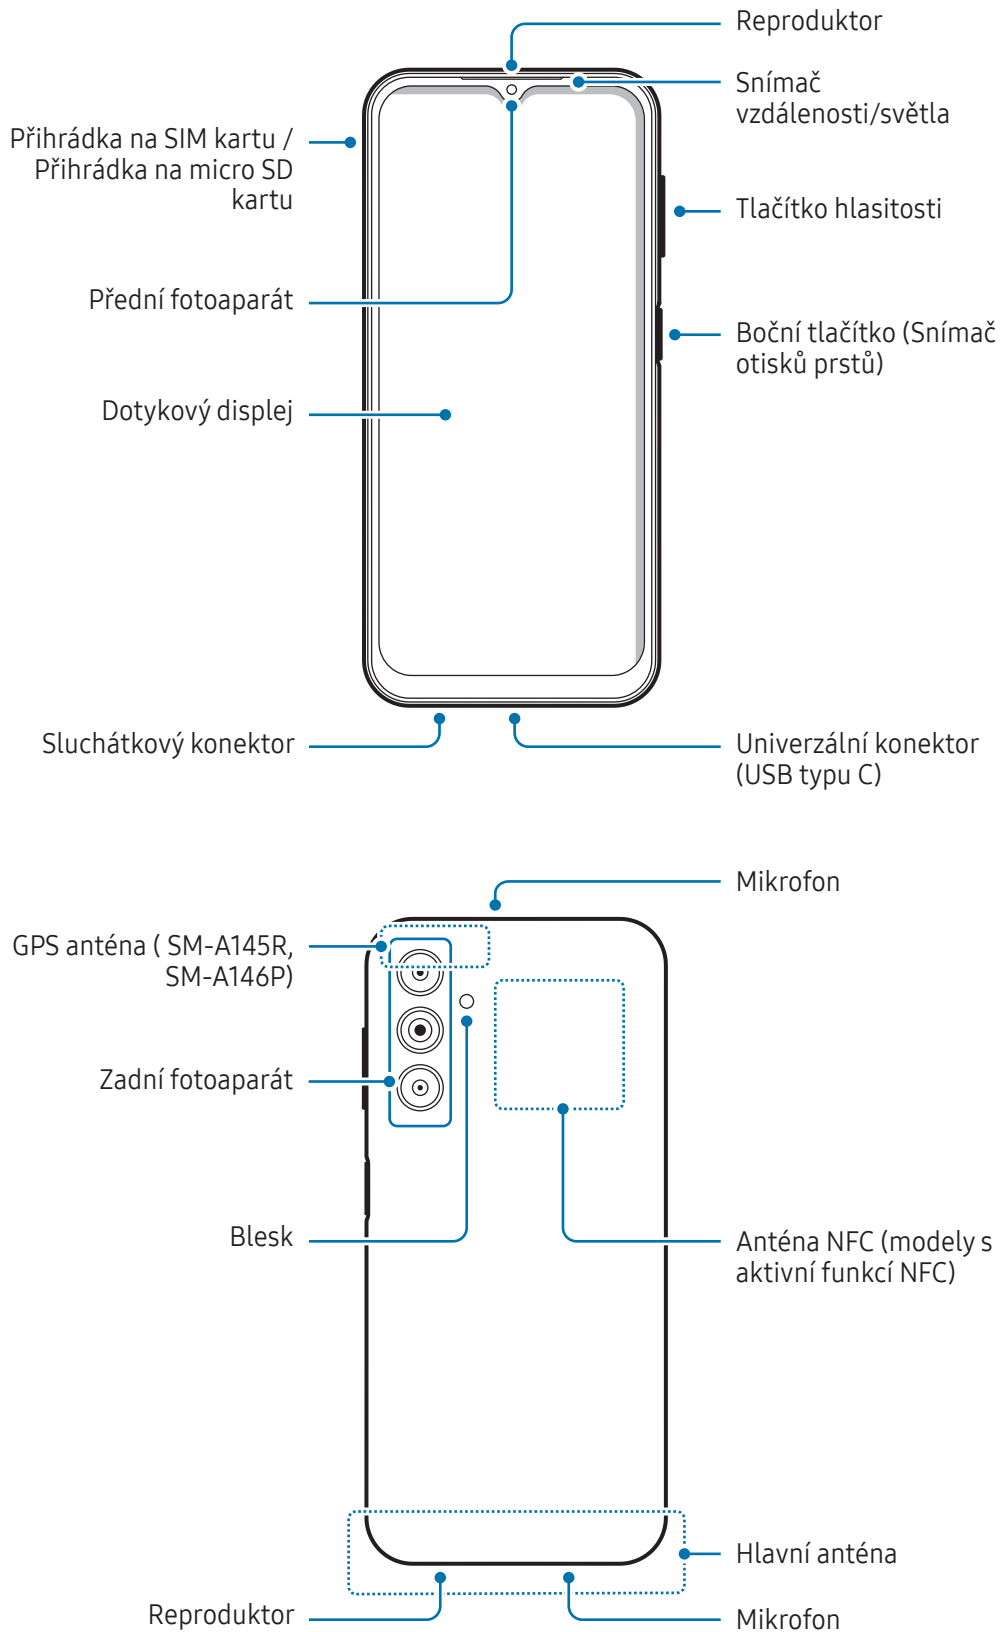 Reproduktor
Snímač
vzdálenosti/světla
Přihrádka na SIM kartu /
Přihrádka na micro SD
kartu
Tlačítko hlasitosti
Přední fotoaparát
Boční tlačítko (Snímač
otisků prstů)
Dotykový displej
Sluchátkový konektor
Univerzální konektor
(USB typu C)
Mikrofon
GPS anténa ( SM-A145R,
SM-A146P)
Zadní fotoaparát
Blesk
Anténa NFC (modely s
aktivní funkcí NFC)
Hlavní anténa
Reproduktor
Mikrofon